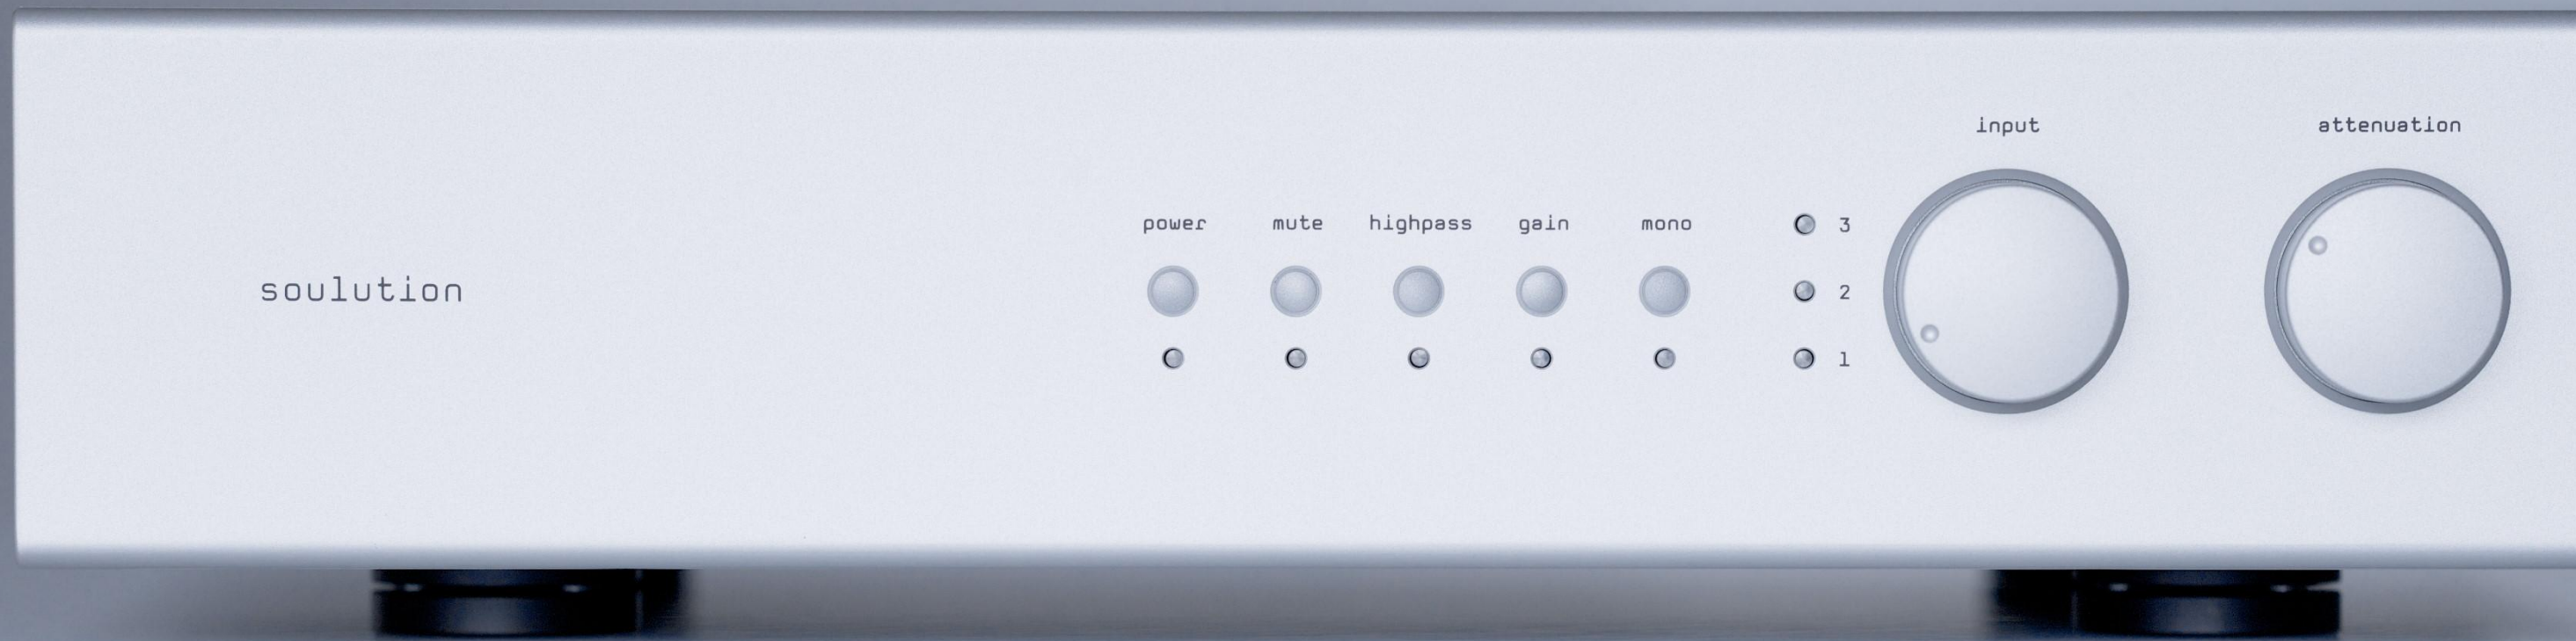 soulution
power mute highpass gain mono
3
2
1
input
attenuation